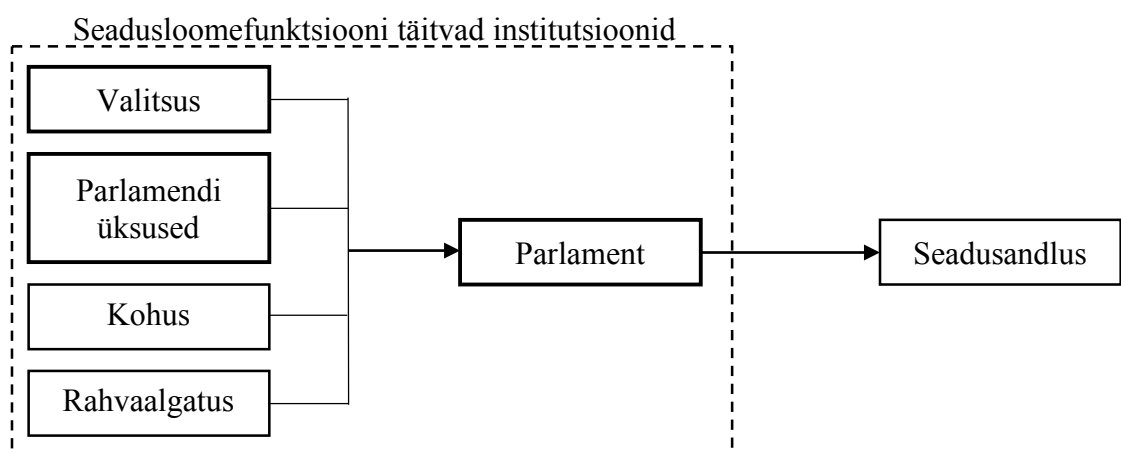 Seadusloomefunktsiooni täitvad institutsioonid
Valitsus
Parlamendi
üksused
Kohus
Rahvaalgatus
Parlament
Seadusandlus